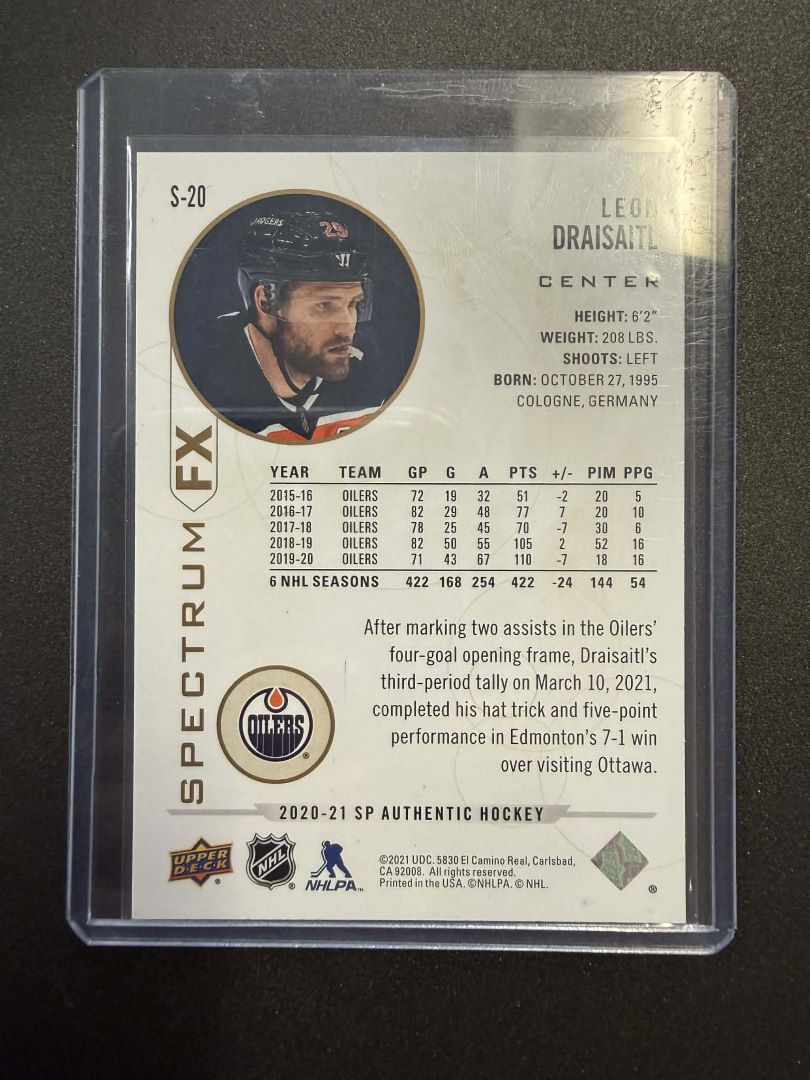 S-20
RODGERS
29
LEON
DRAISAITL
CENTER
HEIGHT: 6'2"
WEIGHT: 208 LBS.
SHOOTS: LEFT
BORN: OCTOBER 27, 1995
COLOGNE, GERMANY
SPECTRUM FX
YEAR TEAM GP G A PTS +/- PIM PPG
2015-16 OILERS 72 19 32 51 -2 20 5
2016-17 OILERS 82 29 48 77 7 20 10
2017-18 OILERS 78 25 45 70 -7 30 6
2018-19 OILERS 82 50 55 105 2 52 16
2019-20 OILERS 71 43 67 110 -7 18 16
6 NHL SEASONS 422 168 254 422 -24 144 54
After marking two assists in the Oilers'
four-goal opening frame, Draisaitl's
third-period tally on March 10, 2021,
completed his hat trick and five-point
performance in Edmonton's 7-1 win
over visiting Ottawa.
OILERS
®
2020-21 SP AUTHENTIC HOCKEY
UPPER
D·E·C·K
®
NHL
®
NHLPA™
©2021 UDC. 5830 El Camino Real, Carlsbad,
CA 92008. All rights reserved.
Printed in the USA. ©NHLPA. © NHL.
®